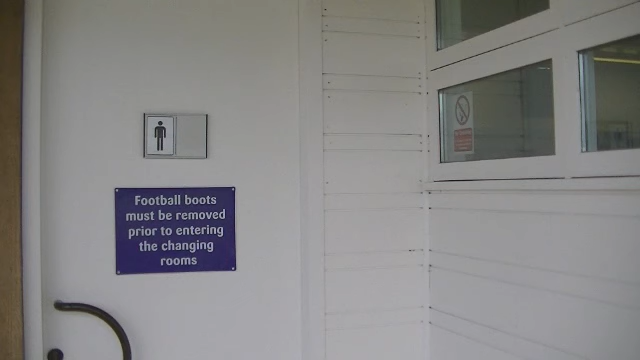 Football boots
must be removed
prior to entering
the changing
rooms